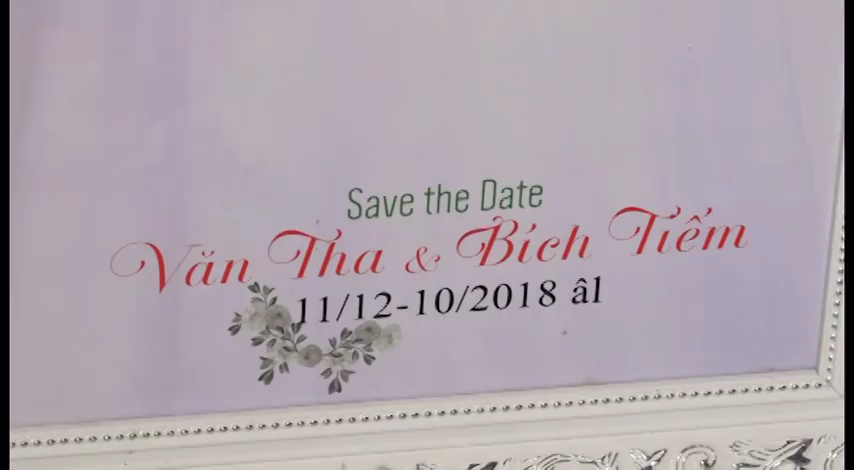 Save the Date
Văn Tha & Bích Tiếm
11/12-10/2018 âl